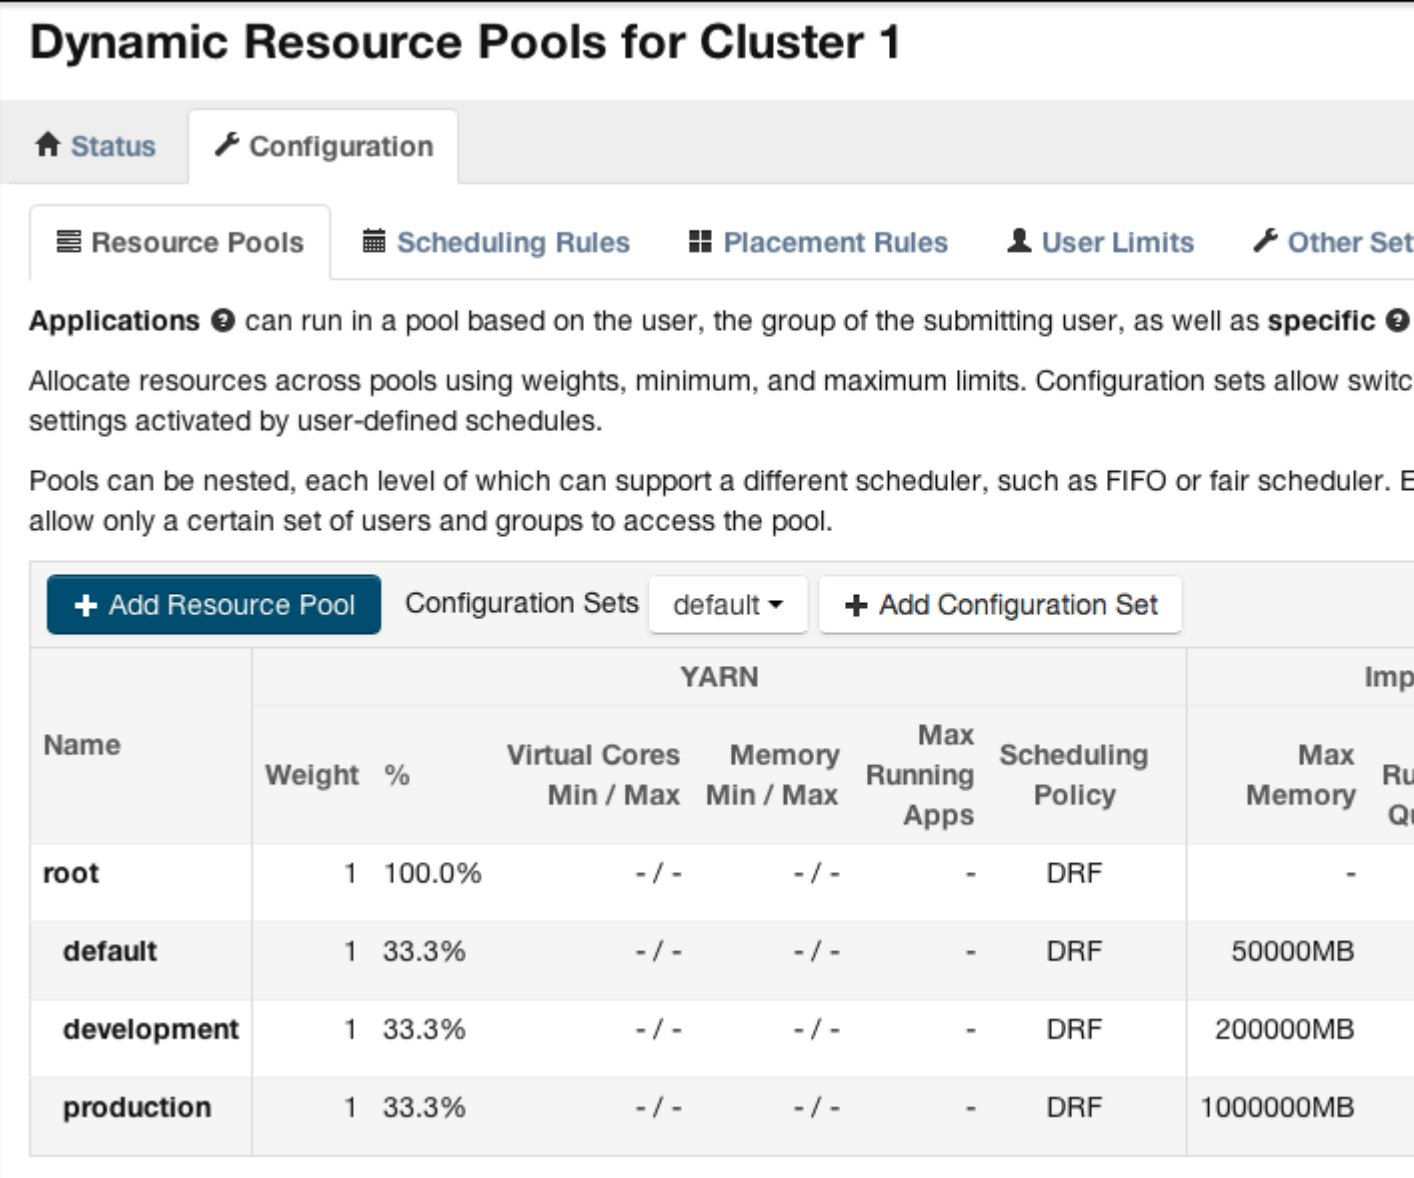 Dynamic Resource Pools for Cluster 1
Status Configuration
Resource Pools Scheduling Rules Placement Rules User Limits Other Set
Applications can run in a pool based on the user, the group of the submitting user, as well as specific
Allocate resources across pools using weights, minimum, and maximum limits. Configuration sets allow switc
settings activated by user-defined schedules.
Pools can be nested, each level of which can support a different scheduler, such as FIFO or fair scheduler. E
allow only a certain set of users and groups to access the pool.
+ Add Resource Pool Configuration Sets default + Add Configuration Set
YARN Imp
Name Weight % Virtual Cores Min / Max Memory Min / Max Max Running Apps Scheduling Policy Max Memory Ru Qu
root 1 100.0% - / - - / - - DRF -
default 1 33.3% - / - - / - - DRF 50000MB
development 1 33.3% - / - - / - - DRF 200000MB
production 1 33.3% - / - - / - - DRF 1000000MB